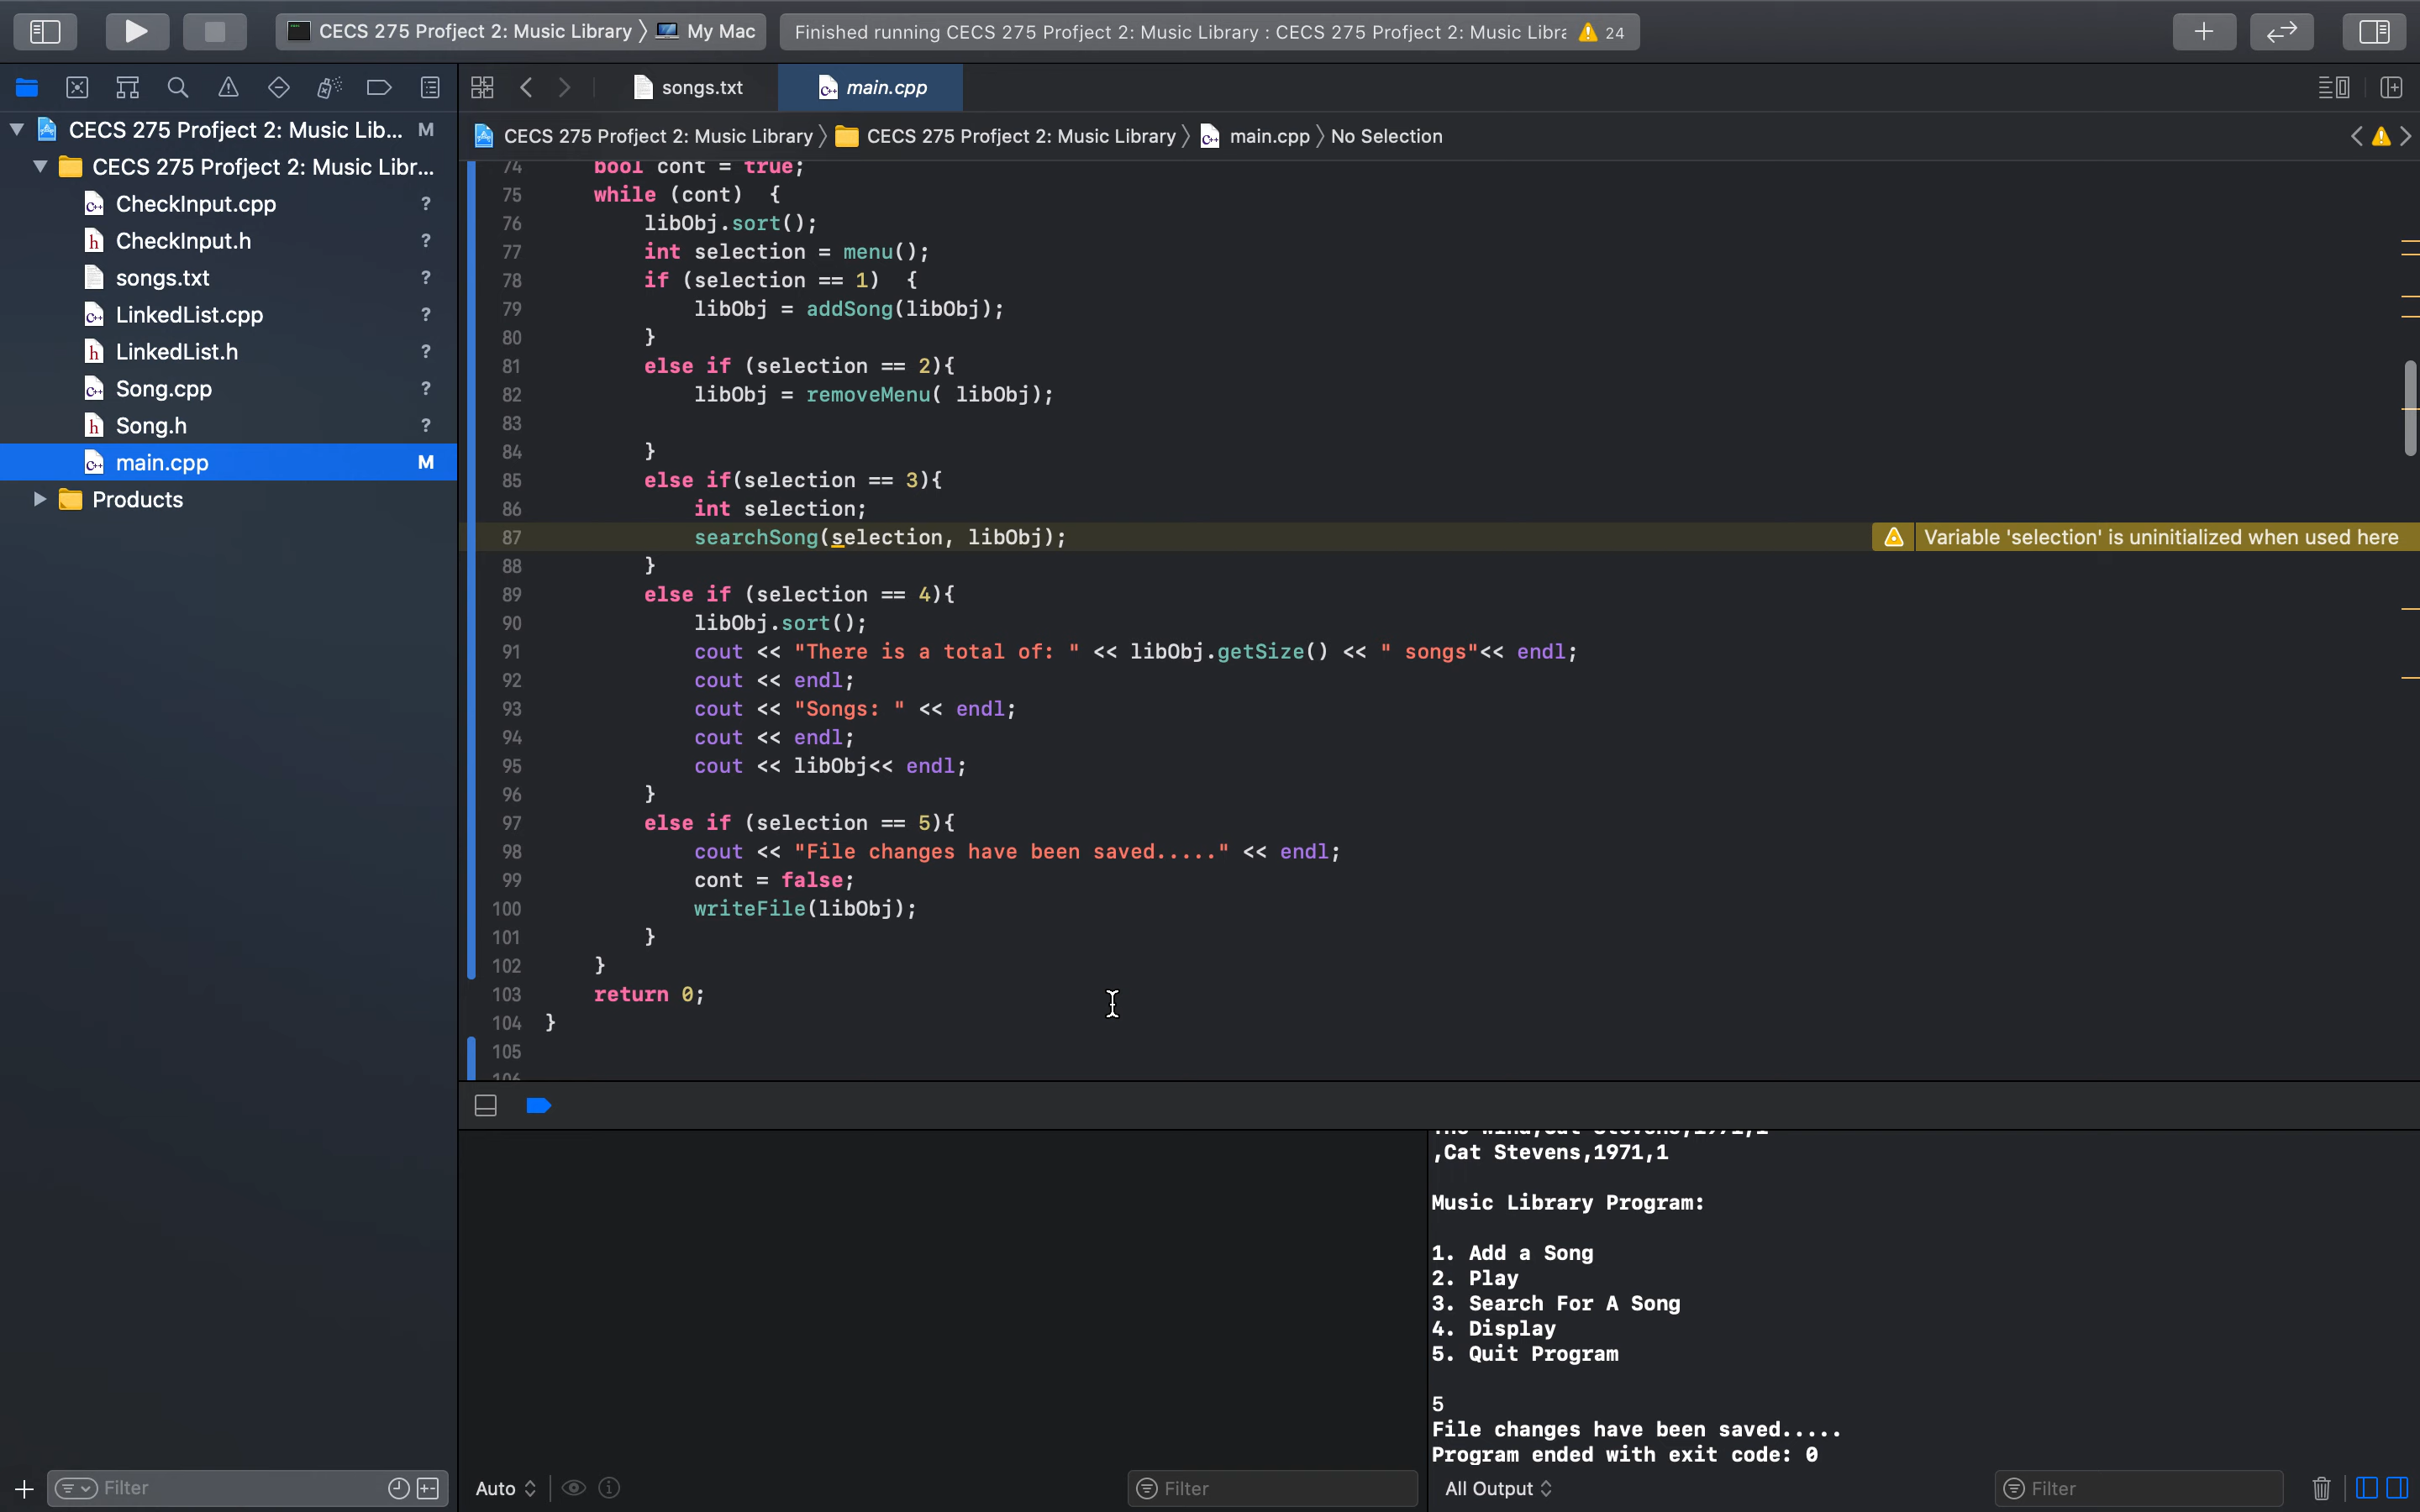 CECS 275 Profject 2: Music Library 〉 My Mac
Finished running CECS 275 Profject 2: Music Library : CECS 275 Profject 2: Music Libra
24
songs.txt
main.cpp
CECS 275 Profject 2: Music Library 〉 CECS 275 Profject 2: Music Library 〉 main.cpp 〉 No Selection
CECS 275 Profject 2: Music Lib... M
CECS 275 Profject 2: Music Libr...
CheckInput.cpp ?
CheckInput.h ?
songs.txt ?
LinkedList.cpp ?
LinkedList.h ?
Song.cpp ?
Song.h ?
main.cpp M
Products
74 bool cont = true;
75 while (cont)  {
76 libObj.sort();
77 int selection = menu();
78 if (selection == 1)  {
79 libObj = addSong(libObj);
80 }
81 else if (selection == 2){
82 libObj = removeMenu( libObj);
83
84 }
85 else if(selection == 3){
86 int selection;
87 searchSong(selection, libObj);
Variable 'selection' is uninitialized when used here
88 }
89 else if (selection == 4){
90 libObj.sort();
91 cout << "There is a total of: " << libObj.getSize() << " songs"<< endl;
92 cout << endl;
93 cout << "Songs: " << endl;
94 cout << endl;
95 cout << libObj<< endl;
96 }
97 else if (selection == 5){
98 cout << "File changes have been saved....." << endl;
99 cont = false;
100 writeFile(libObj);
101 }
102 }
103 return 0;
104 }
105
106
The Wind,Cat Stevens,1971,1
,Cat Stevens,1971,1
Music Library Program:
1. Add a Song
2. Play
3. Search For A Song
4. Display
5. Quit Program
5
File changes have been saved.....
Program ended with exit code: 0
Filter
Auto
Filter
All Output
Filter